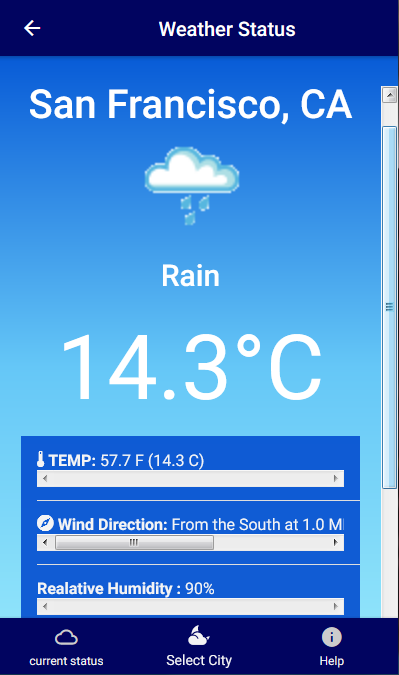 Weather Status
San Francisco, CA
Rain
14.3°C
TEMP: 57.7 F (14.3 C)
Wind Direction: From the South at 1.0 M
Realative Humidity : 90%
current status
Select City
Help